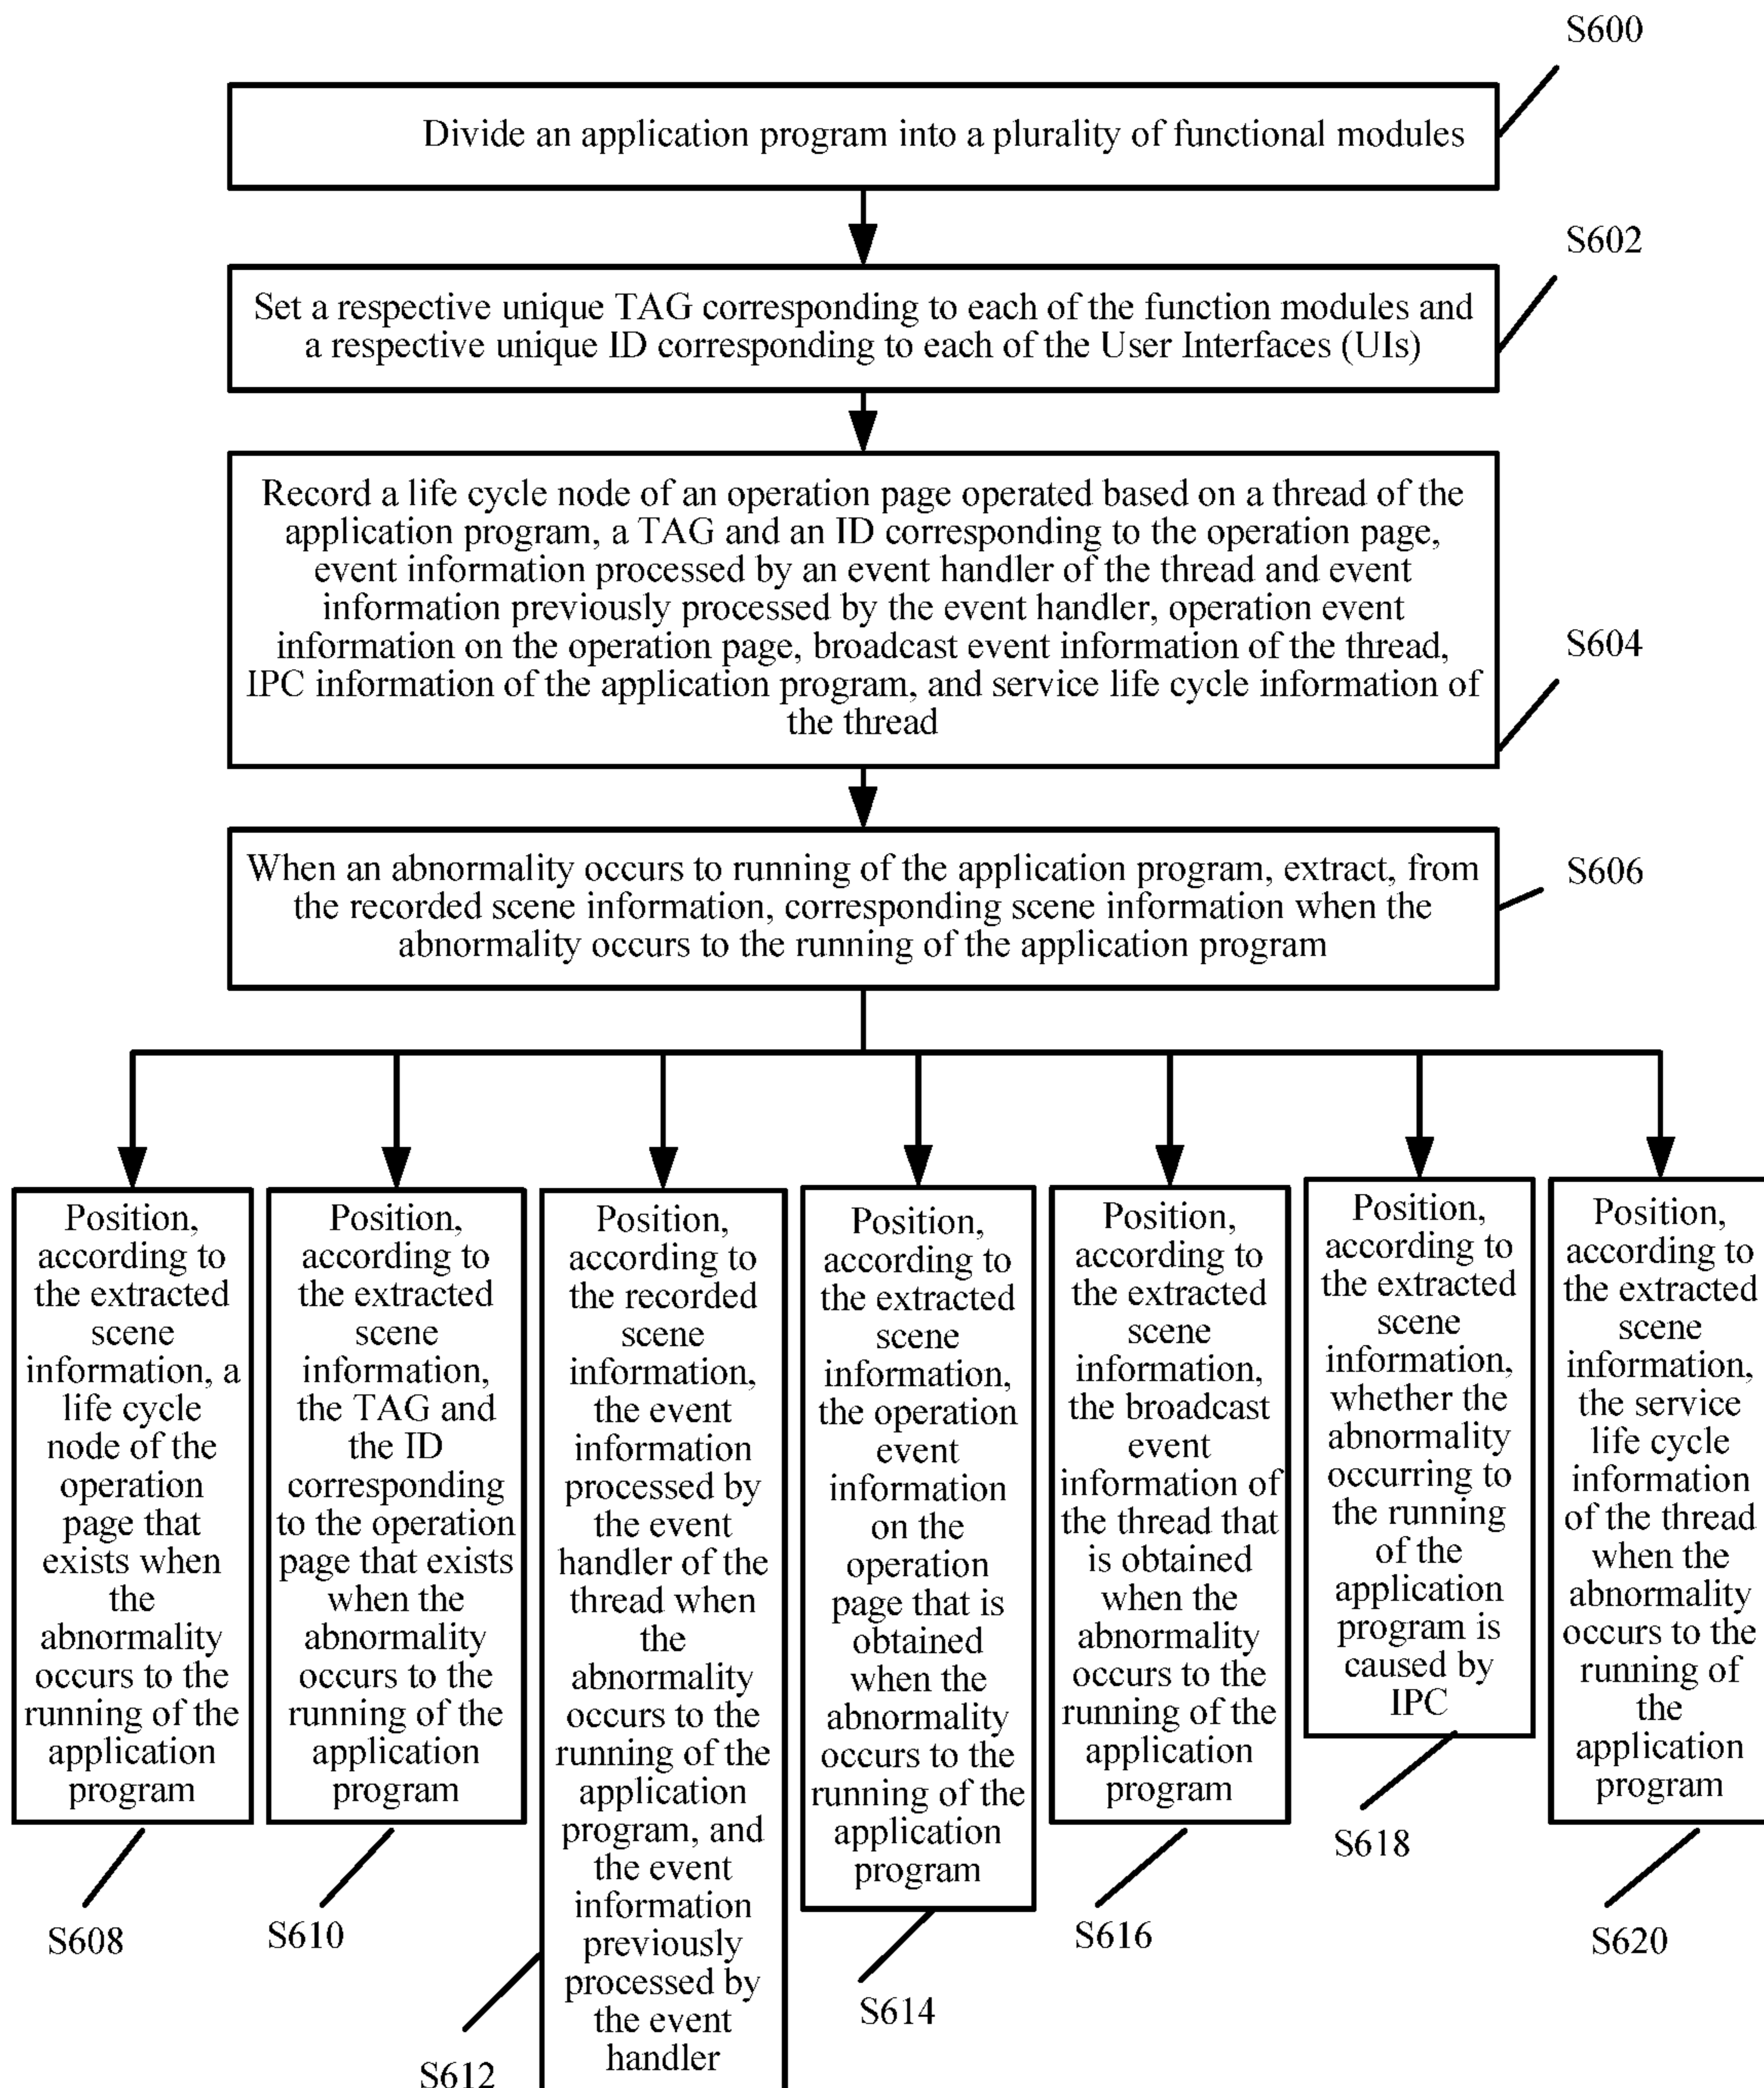 S600
Divide an application program into a plurality of functional modules
S602
Set a respective unique TAG corresponding to each of the function modules and
a respective unique ID corresponding to each of the User Interfaces (UIs)
Record a life cycle node of an operation page operated based on a thread of the
application program, a TAG and an ID corresponding to the operation page,
event information processed by an event handler of the thread and event
information previously processed by the event handler, operation event
information on the operation page, broadcast event information of the thread,
IPC information of the application program, and service life cycle information of
the thread
S604
When an abnormality occurs to running of the application program, extract, from
the recorded scene information, corresponding scene information when the
abnormality occurs to the running of the application program
S606
Position,
according to
the extracted
scene
information, a
life cycle
node of the
operation
page that
exists when
the
abnormality
occurs to the
running of the
application
program
S608
Position,
according to
the extracted
scene
information,
the TAG and
the ID
corresponding
to the operation
page that exists
when the
abnormality
occurs to the
running of the
application
program
S610
Position,
according to
the recorded
scene
information,
the event
information
processed by
the event
handler of the
thread when
the
abnormality
occurs to the
running of the
application
program, and
the event
information
previously
processed by
the event
handler
S612
Position,
according to
the extracted
scene
information,
the operation
event
information
on the
operation
page that is
obtained
when the
abnormality
occurs to the
running of the
application
program
S614
Position,
according to
the extracted
scene
information,
the broadcast
event
information of
the thread that
is obtained
when the
abnormality
occurs to the
running of the
application
program
S616
Position,
according to
the extracted
scene
information,
whether the
abnormality
occurring to
the running
of the
application
program is
caused by
IPC
S618
Position,
according to
the extracted
scene
information,
the service
life cycle
information
of the thread
when the
abnormality
occurs to the
running of
the
application
program
S620